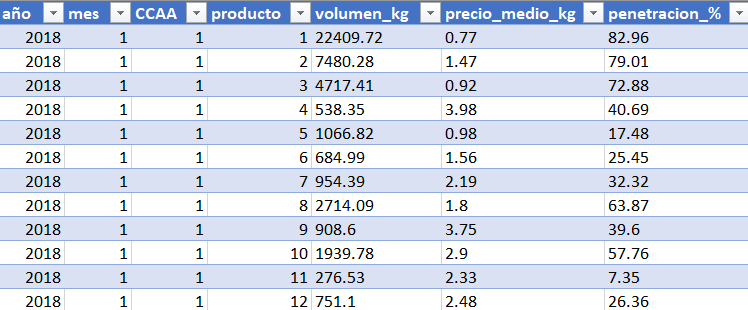 año mes CCAA producto volumen_kg precio_medio_kg penetracion_%
2018 1 1 1 22409.72 0.77 82.96
2018 1 1 2 7480.28 1.47 79.01
2018 1 1 3 4717.41 0.92 72.88
2018 1 1 4 538.35 3.98 40.69
2018 1 1 5 1066.82 0.98 17.48
2018 1 1 6 684.99 1.56 25.45
2018 1 1 7 954.39 2.19 32.32
2018 1 1 8 2714.09 1.8 63.87
2018 1 1 9 908.6 3.75 39.6
2018 1 1 10 1939.78 2.9 57.76
2018 1 1 11 276.53 2.33 7.35
2018 1 1 12 751.1 2.48 26.36